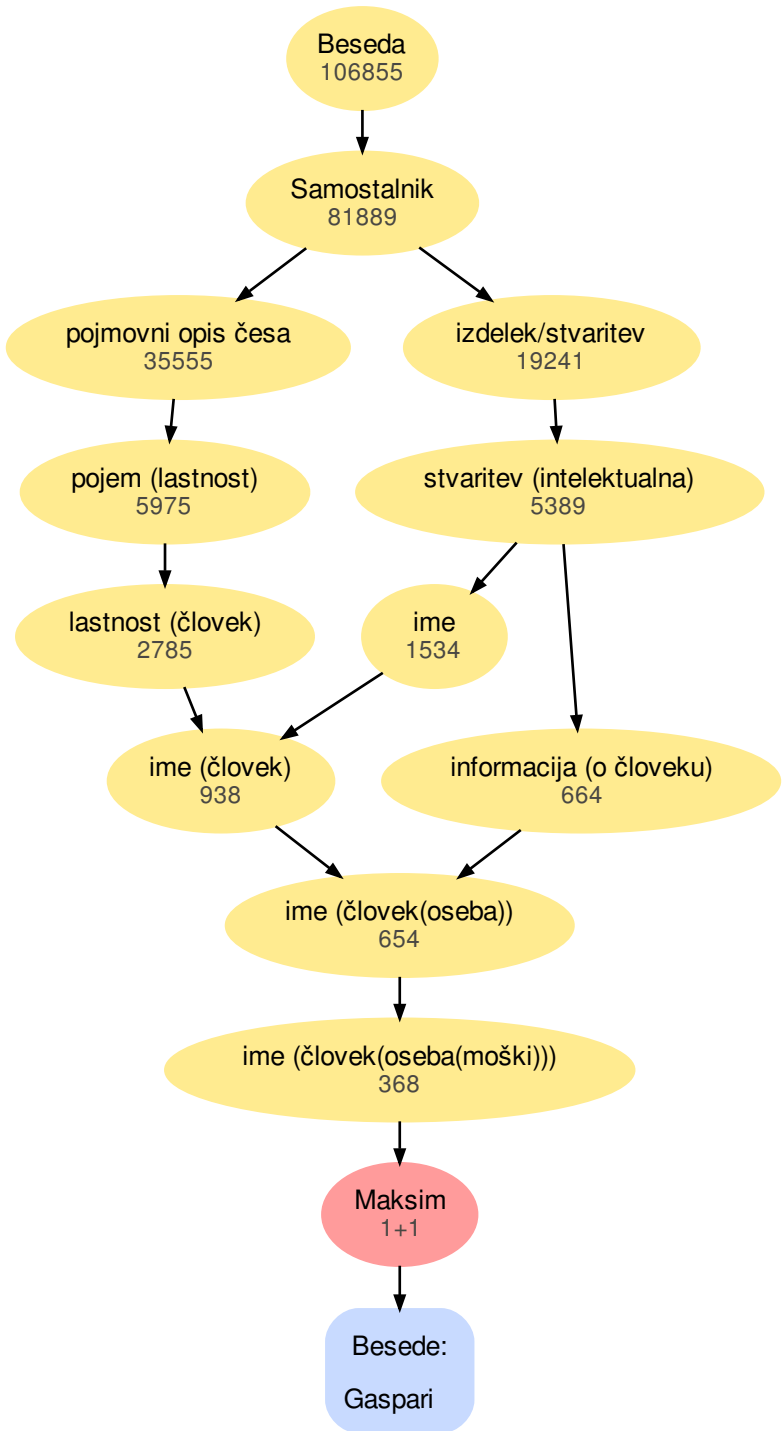 Beseda
106855
Samostalnik
81889
pojmovni opis česa
35555
izdelek/stvaritev
19241
pojem (lastnost)
5975
stvaritev (intelektualna)
5389
lastnost (človek)
2785
ime
1534
ime (človek)
938
informacija (o človeku)
664
ime (človek(oseba))
654
ime (človek(oseba(moški)))
368
Maksim
1+1
Besede:
Gaspari